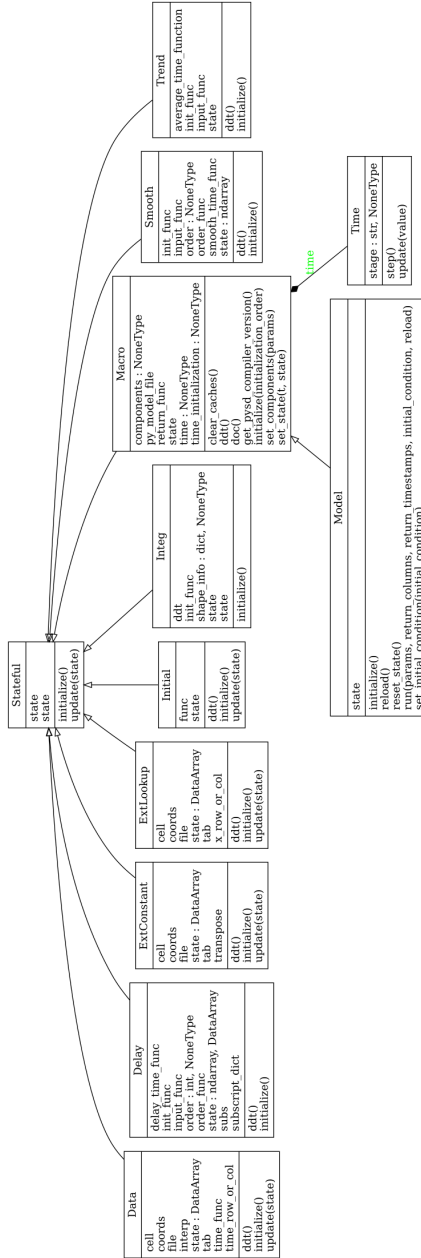 Stateful
state
state
initialize()
update(state)
Data
cell
coords
file
interp
state : DataArray
tab
time_func
time_row_or_col
ddt()
initialize()
update(state)
Delay
delay_time_func
init_func
input_func
order : int, NoneType
order_func
state : ndarray, DataArray
subs
subscript_dict
ddt()
initialize()
ExtConstant
cell
coords
file
state : DataArray
tab
transpose
ddt()
initialize()
update(state)
ExtLookup
cell
coords
file
state : DataArray
tab
x_row_or_col
ddt()
initialize()
update(state)
Initial
func
state
ddt()
initialize()
update(state)
Integ
ddt
init_func
shape_info : dict, NoneType
state
state
initialize()
Macro
components : NoneType
py_model_file
return_func
state
time : NoneType
time_initialization : NoneType
clear_caches()
ddt()
doc()
get_pysd_compiler_version()
initialize(initialization_order)
set_components(params)
set_state(t, state)
Smooth
init_func
input_func
order : NoneType
order_func
smooth_time_func
state : ndarray
ddt()
initialize()
Trend
average_time_function
init_func
input_func
state
ddt()
initialize()
time
Model
state
initialize()
reload()
reset_state()
run(params, return_columns, return_timestamps, initial_condition, reload)
set_initial_condition(initial_condition)
Time
stage : str, NoneType
step()
update(value)